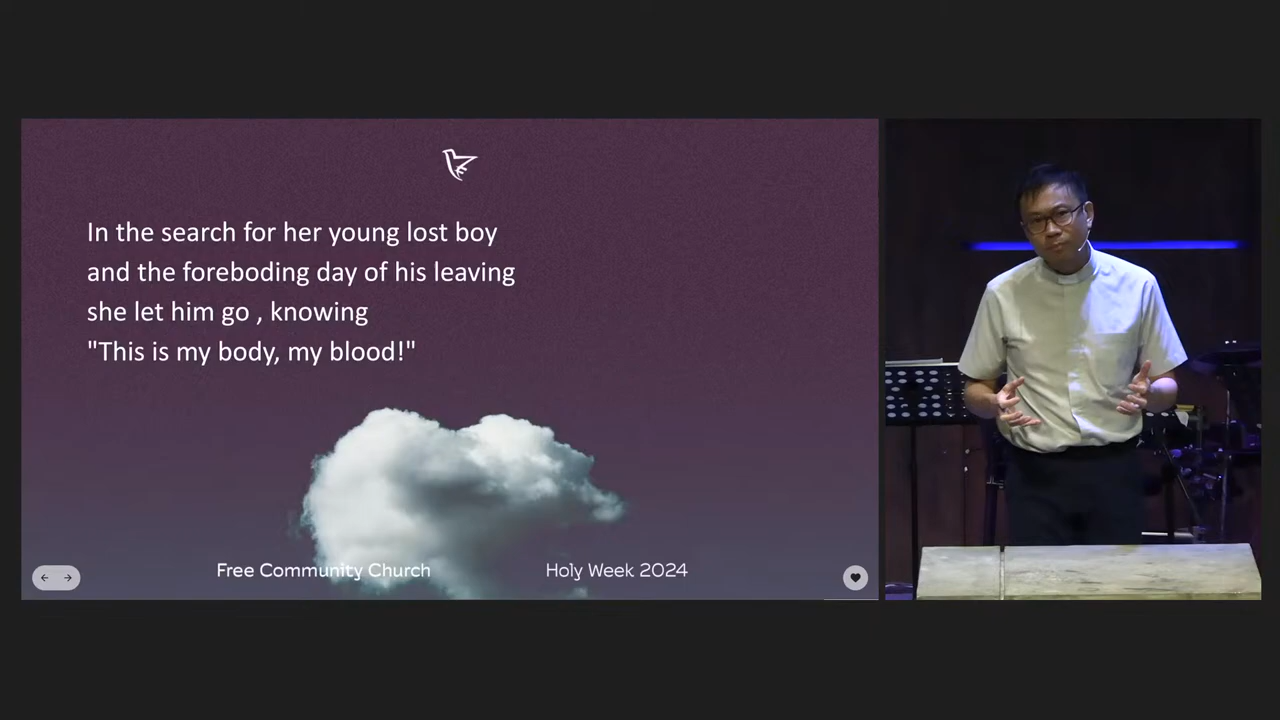 In the search for her young lost boy
and the foreboding day of his leaving
she let him go , knowing
"This is my body, my blood!"
Free Community Church
Holy Week 2024